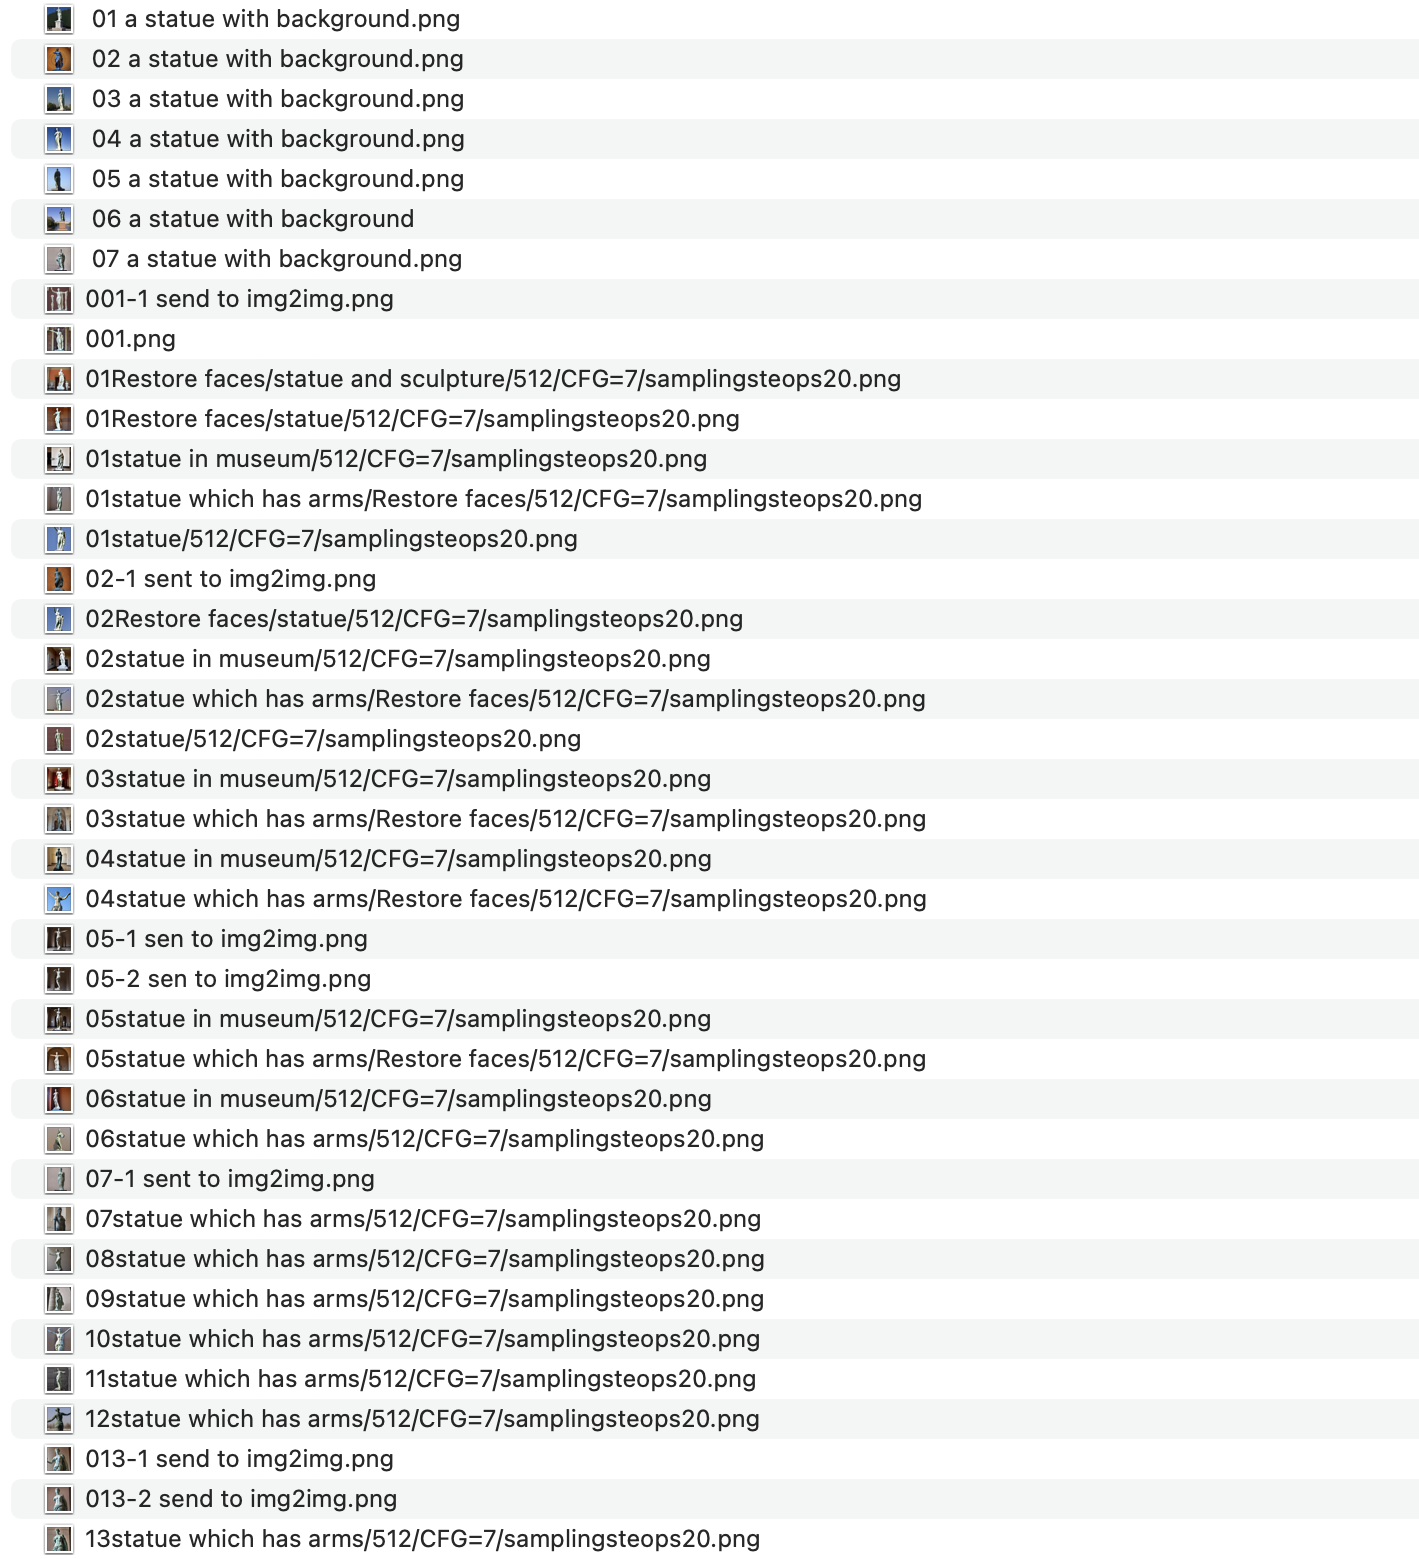 01 a statue with background.png
02 a statue with background.png
03 a statue with background.png
04 a statue with background.png
05 a statue with background.png
06 a statue with background
07 a statue with background.png
001-1 send to img2img.png
001.png
01Restore faces/statue and sculpture/512/CFG=7/samplingsteops20.png
01Restore faces/statue/512/CFG=7/samplingsteops20.png
01statue in museum/512/CFG=7/samplingsteops20.png
01statue which has arms/Restore faces/512/CFG=7/samplingsteops20.png
01statue/512/CFG=7/samplingsteops20.png
02-1 sent to img2img.png
02Restore faces/statue/512/CFG=7/samplingsteops20.png
02statue in museum/512/CFG=7/samplingsteops20.png
02statue which has arms/Restore faces/512/CFG=7/samplingsteops20.png
02statue/512/CFG=7/samplingsteops20.png
03statue in museum/512/CFG=7/samplingsteops20.png
03statue which has arms/Restore faces/512/CFG=7/samplingsteops20.png
04statue in museum/512/CFG=7/samplingsteops20.png
04statue which has arms/Restore faces/512/CFG=7/samplingsteops20.png
05-1 sen to img2img.png
05-2 sen to img2img.png
05statue in museum/512/CFG=7/samplingsteops20.png
05statue which has arms/Restore faces/512/CFG=7/samplingsteops20.png
06statue in museum/512/CFG=7/samplingsteops20.png
06statue which has arms/512/CFG=7/samplingsteops20.png
07-1 sent to img2img.png
07statue which has arms/512/CFG=7/samplingsteops20.png
08statue which has arms/512/CFG=7/samplingsteops20.png
09statue which has arms/512/CFG=7/samplingsteops20.png
10statue which has arms/512/CFG=7/samplingsteops20.png
11statue which has arms/512/CFG=7/samplingsteops20.png
12statue which has arms/512/CFG=7/samplingsteops20.png
013-1 send to img2img.png
013-2 send to img2img.png
13statue which has arms/512/CFG=7/samplingsteops20.png